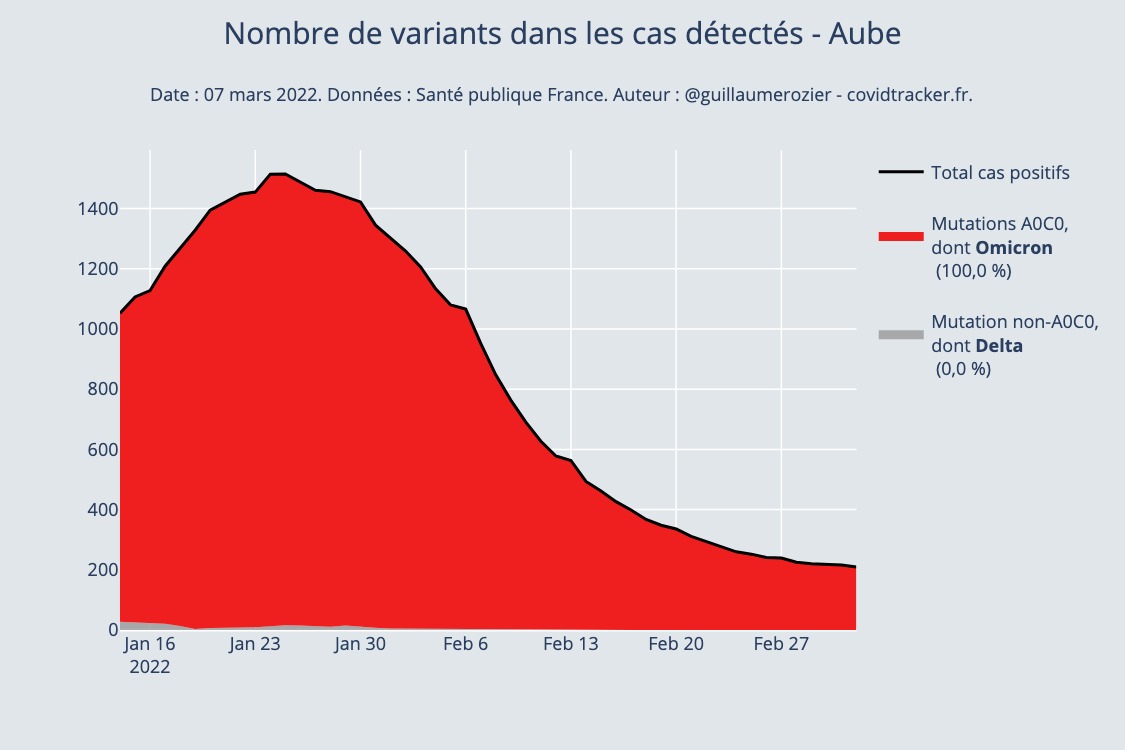 Nombre de variants dans les cas détectés - Aube
Date : 07 mars 2022. Données : Santé publique France. Auteur : @guillaumerozier - covidtracker.fr.
Total cas positifs
Mutations A0C0,
dont Omicron
(100,0 %)
Mutation non-A0C0,
dont Delta
(0,0 %)
1400
1200
1000
800
600
400
200
0
Jan 16 Jan 23 Jan 30 Feb 6 Feb 13 Feb 20 Feb 27
2022